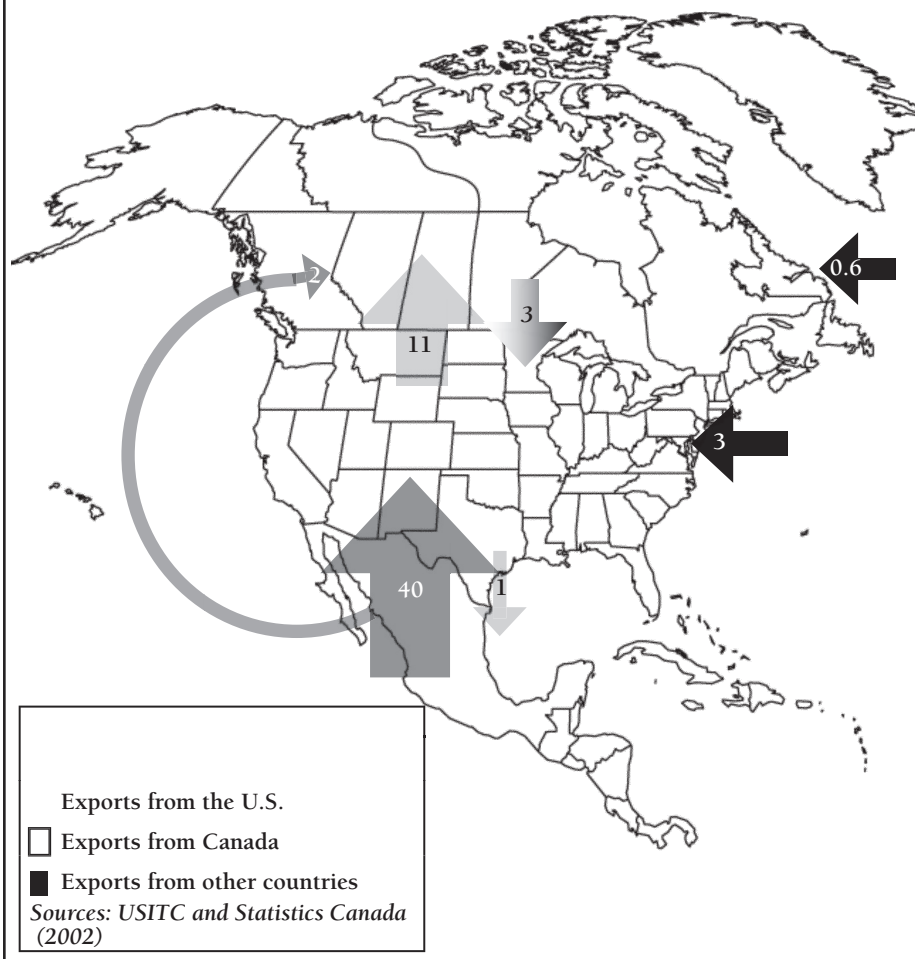 2
0.6
3
11
3
40
1
Exports from the U.S.
Exports from Canada
Exports from other countries
Sources: USITC and Statistics Canada
(2002)